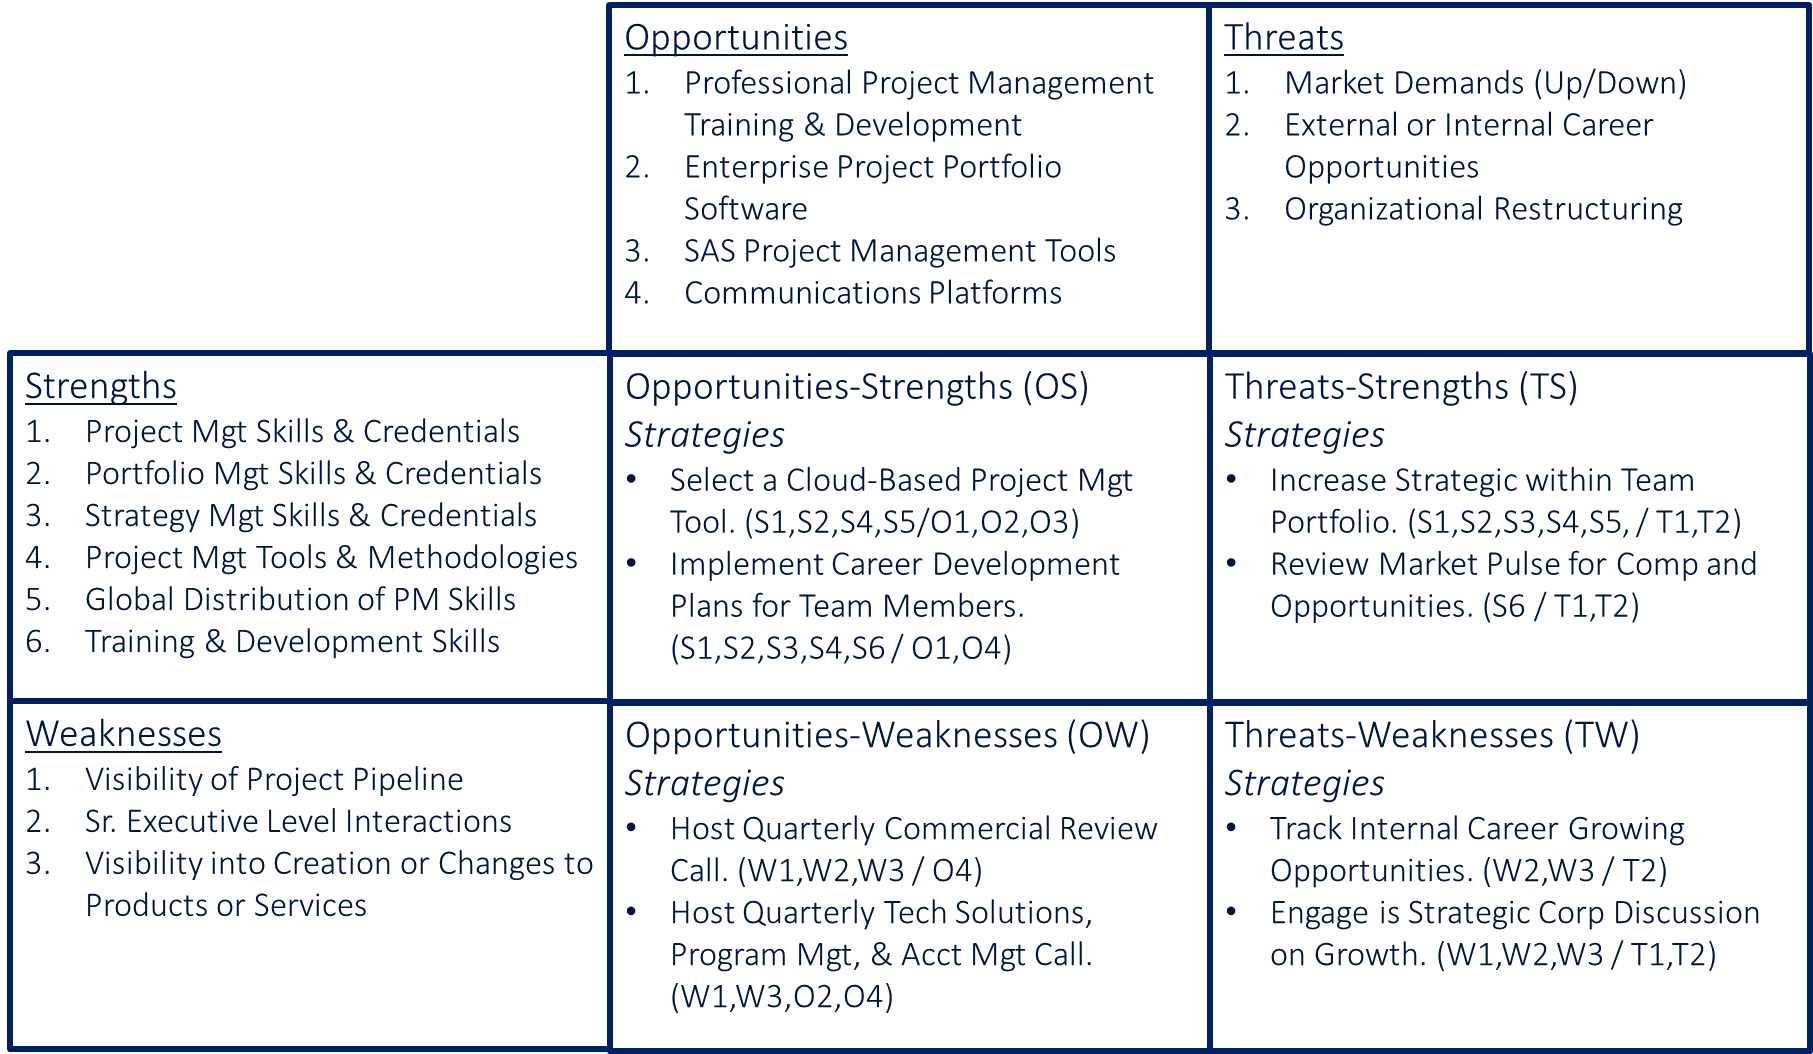 Opportunities
1. Professional Project Management
Training & Development
2. Enterprise Project Portfolio
Software
3. SAS Project Management Tools
4. Communications Platforms
Threats
1. Market Demands (Up/Down)
2. External or Internal Career
Opportunities
3. Organizational Restructuring
Strengths
1. Project Mgt Skills & Credentials
2. Portfolio Mgt Skills & Credentials
3. Strategy Mgt Skills & Credentials
4. Project Mgt Tools & Methodologies
5. Global Distribution of PM Skills
6. Training & Development Skills
Opportunities-Strengths (OS)
Strategies
• Select a Cloud-Based Project Mgt
Tool. (S1,S2,S4,S5/O1,O2,O3)
• Implement Career Development
Plans for Team Members.
(S1,S2,S3,S4,S6 / O1,O4)
Threats-Strengths (TS)
Strategies
• Increase Strategic within Team
Portfolio. (S1,S2,S3,S4,S5, / T1,T2)
• Review Market Pulse for Comp and
Opportunities. (S6 / T1,T2)
Weaknesses
1. Visibility of Project Pipeline
2. Sr. Executive Level Interactions
3. Visibility into Creation or Changes to
Products or Services
Opportunities-Weaknesses (OW)
Strategies
• Host Quarterly Commercial Review
Call. (W1,W2,W3 / O4)
• Host Quarterly Tech Solutions,
Program Mgt, & Acct Mgt Call.
(W1,W3,O2,O4)
Threats-Weaknesses (TW)
Strategies
• Track Internal Career Growing
Opportunities. (W2,W3 / T2)
• Engage is Strategic Corp Discussion
on Growth. (W1,W2,W3 / T1,T2)